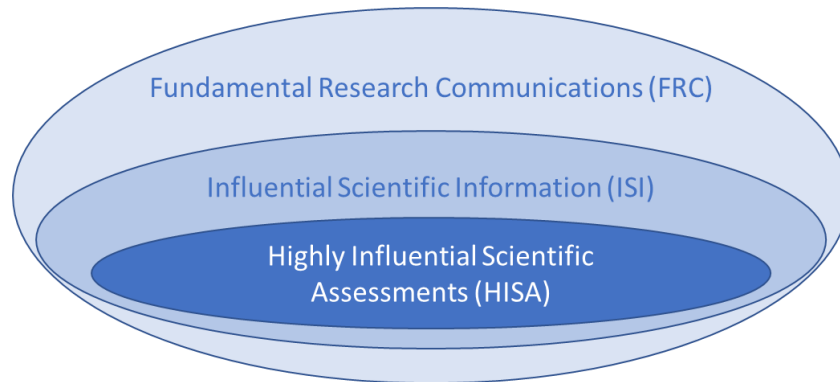 Fundamental Research Communications (FRC)
Influential Scientific Information (ISI)
Highly Influential Scientific
Assessments (HISA)